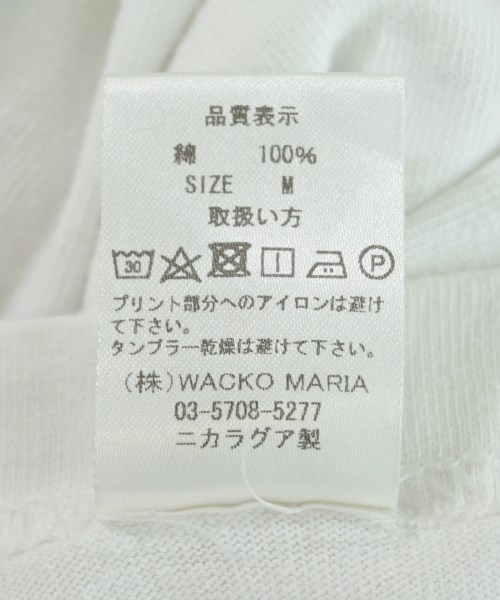 品質表示
綿 100%
SIZE M
取扱い方
30 P
プリント部分へのアイロンは避け
て下さい。
タンブラー乾燥は避けて下さい。
(株)WACKO MARIA
03-5708-5277
ニカラグア製